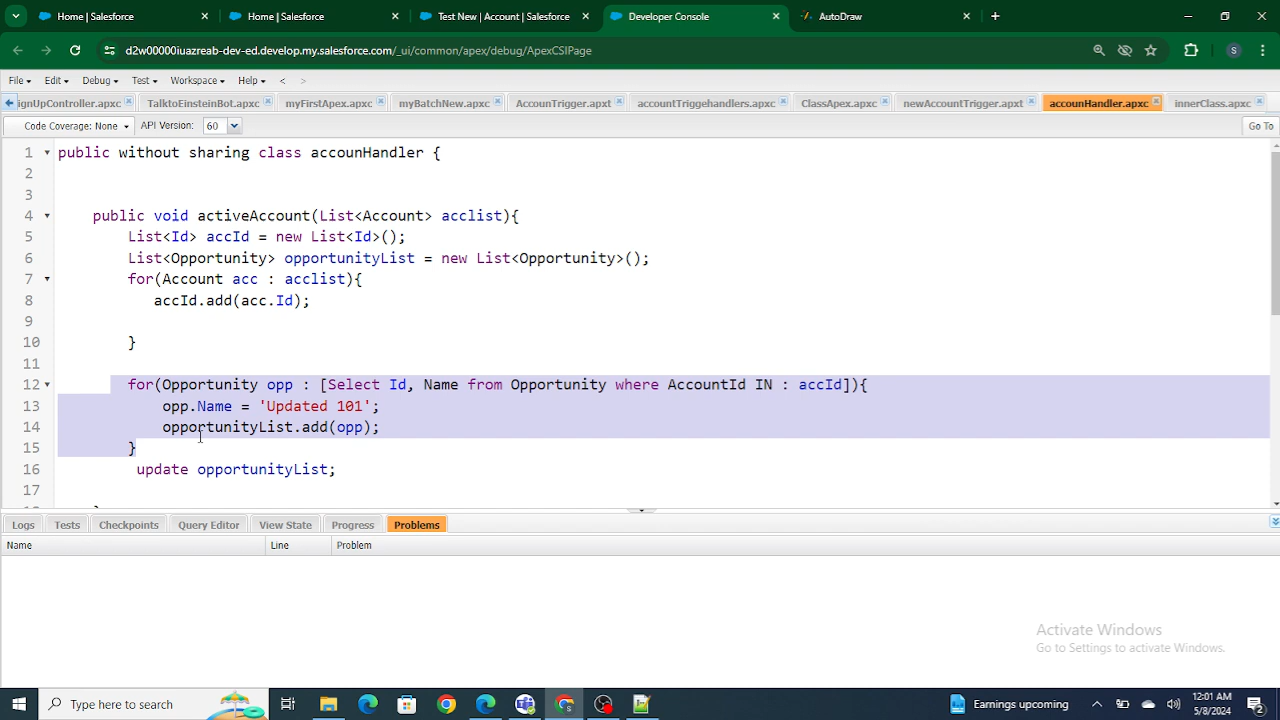 Home | Salesforce
Home | Salesforce
Test New | Account | Salesforce
Developer Console
AutoDraw
d2w00000iuazreab-dev-ed.develop.my.salesforce.com/_ui/common/apex/debug/ApexCSIPage
S
File Edit Debug Test Workspace Help < >
ignUpController.apxc TalktoEinsteinBot.apxc myFirstApex.apxc myBatchNew.apxc AccounTrigger.apxt accountTriggehandlers.apxc ClassApex.apxc newAccountTrigger.apxt accounHandler.apxc innerClass.apxc
Code Coverage: None API Version: 60 Go To
1 public without sharing class accounHandler {
2
3
4 public void activeAccount(List<Account> acclist){
5 List<Id> accId = new List<Id>();
6 List<Opportunity> opportunityList = new List<Opportunity>();
7 for(Account acc : acclist){
8 accId.add(acc.Id);
9
10 }
11
12 for(Opportunity opp : [Select Id, Name from Opportunity where AccountId IN : accId]){
13 opp.Name = 'Updated 101';
14 opportunityList.add(opp);
15 }
16 update opportunityList;
17
Logs Tests Checkpoints Query Editor View State Progress Problems
Name Line Problem
Activate Windows
Go to Settings to activate Windows.
Type here to search
Earnings upcoming
12:01 AM
5/8/2024
2